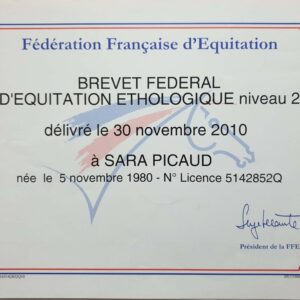 Fédération Française d'Equitation
BREVET FEDERAL
D'EQUITATION ETHOLOGIQUE niveau 2
délivré le 30 novembre 2010
à SARA PICAUD
née le 5 novembre 1980 - N° Licence 5142852Q
Président de la FFE